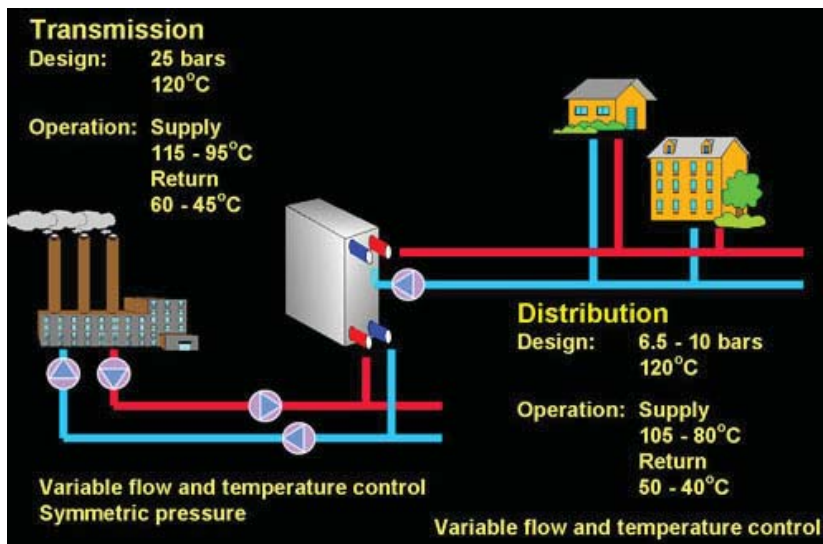 Transmission
Design: 25 bars
120°C
Operation: Supply
115 - 95°C
Return
60 - 45°C
Distribution
Design: 6.5 - 10 bars
120°C
Operation: Supply
105 - 80°C
Return
50 - 40°C
Variable flow and temperature control
Symmetric pressure
Variable flow and temperature control